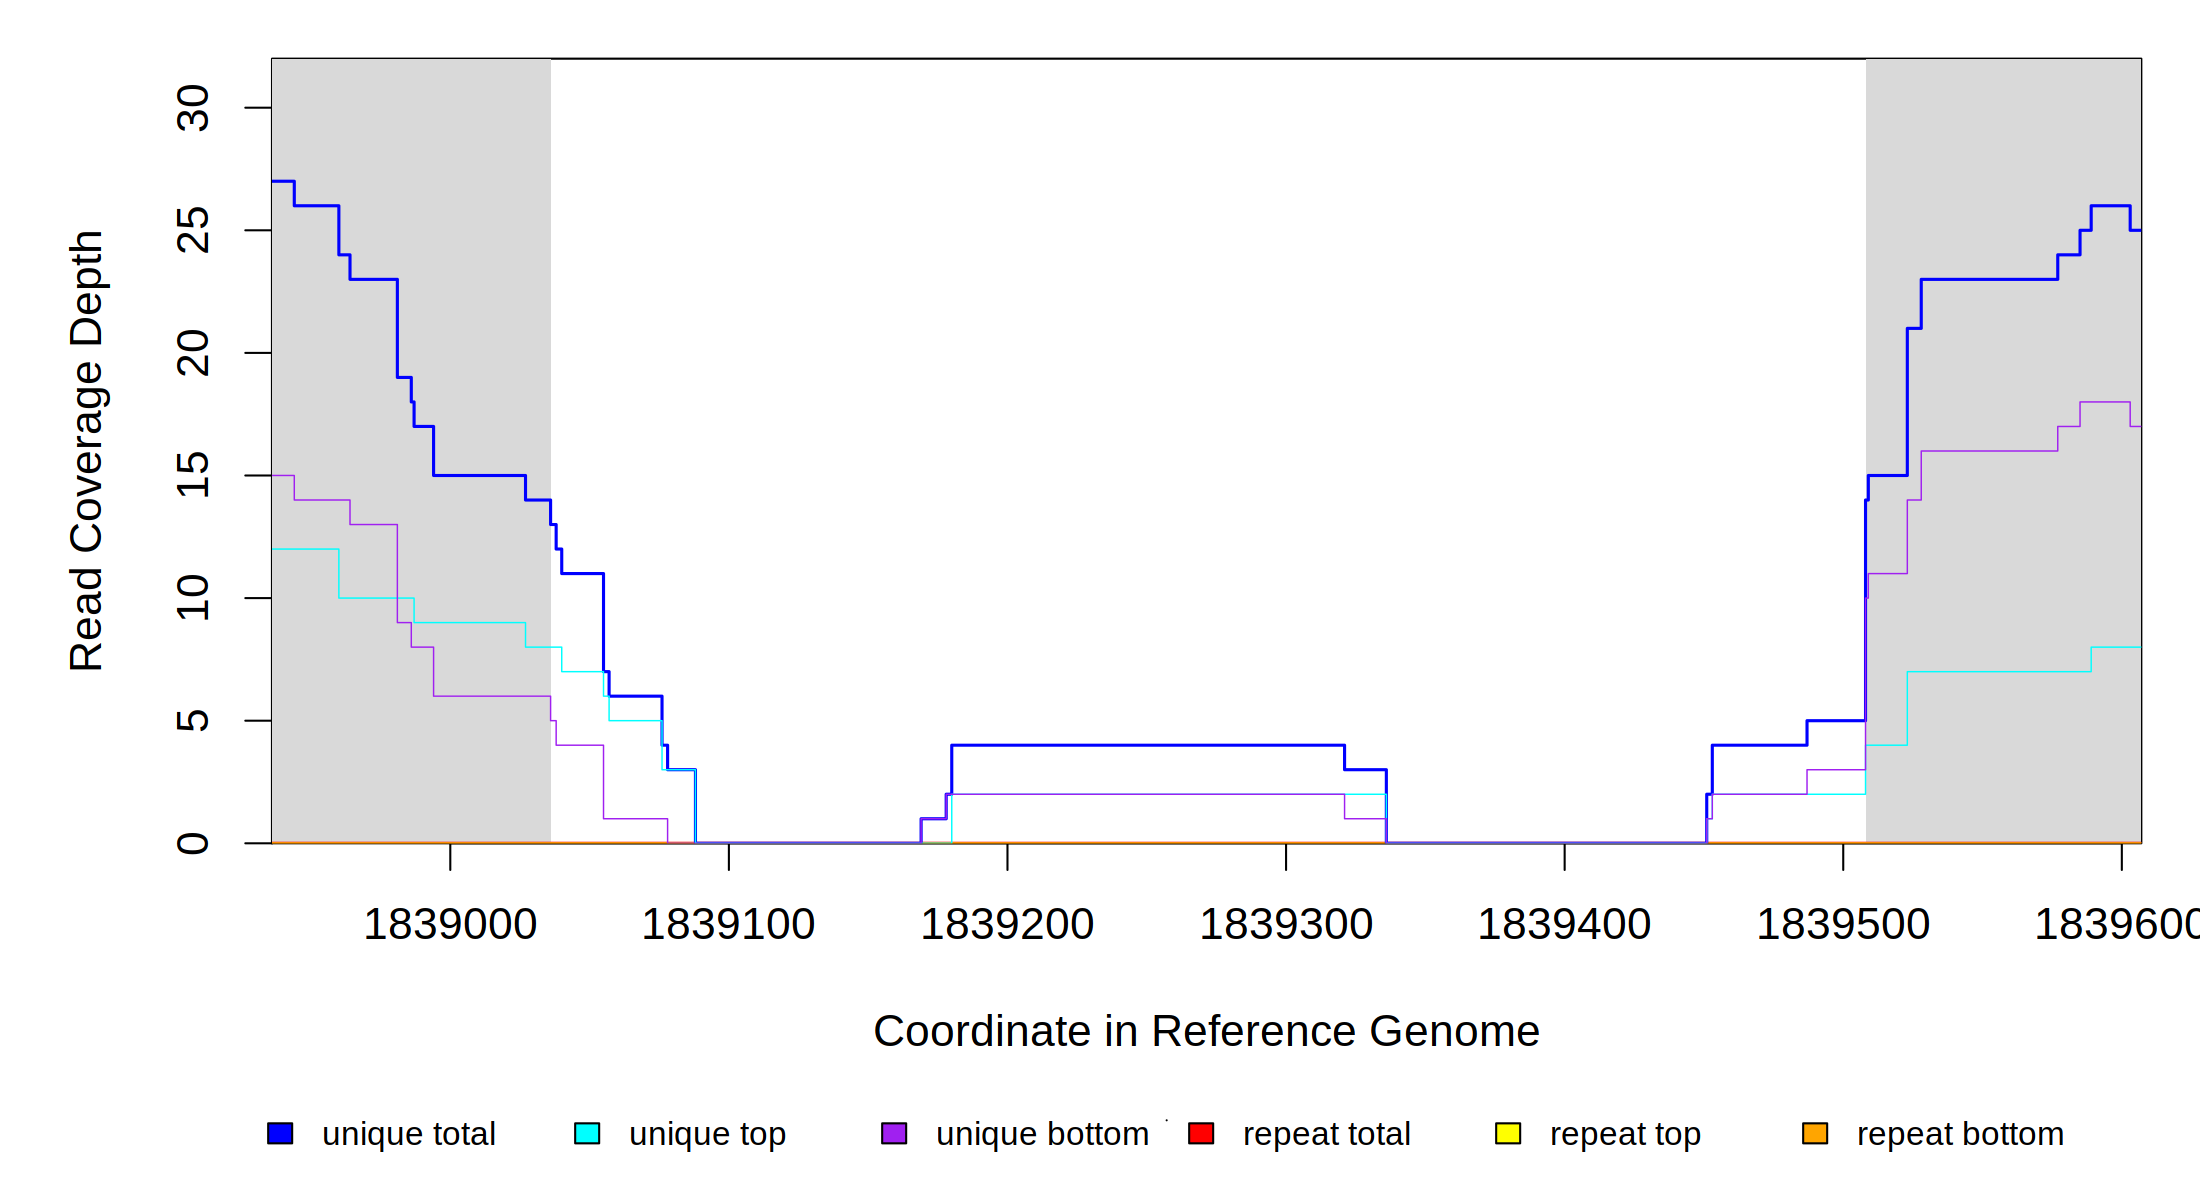 Read Coverage Depth
30
25
20
15
10
5
0
1839000 1839100 1839200 1839300 1839400 1839500 183960
Coordinate in Reference Genome
unique total unique top unique bottom repeat total repeat top repeat bottom